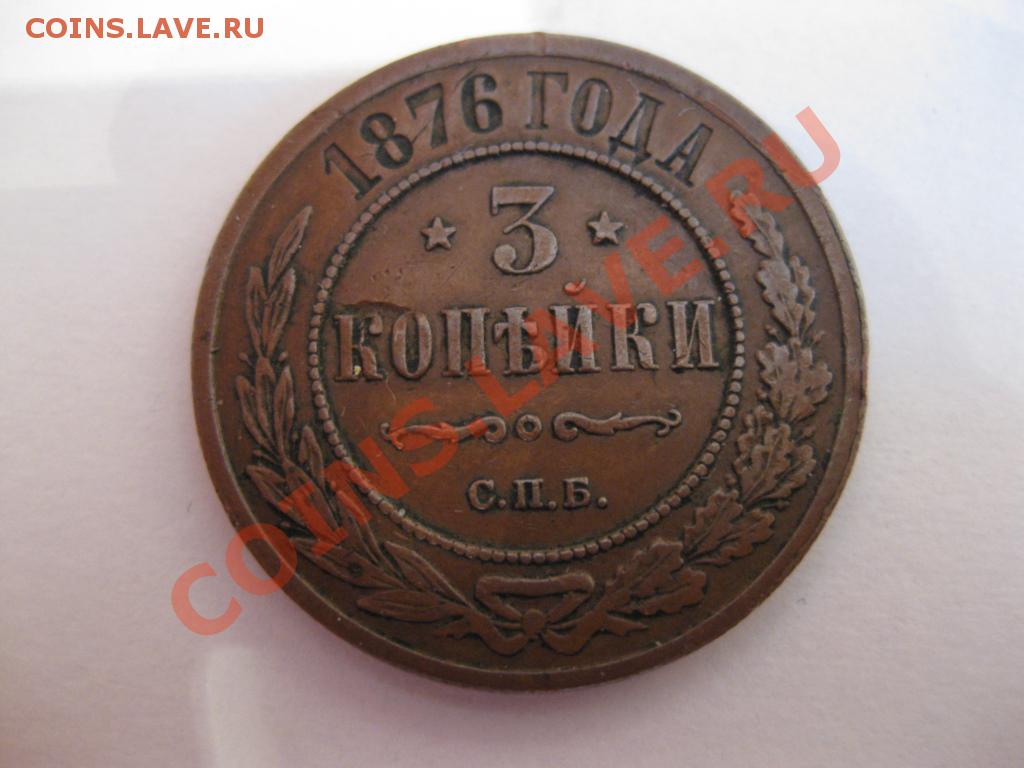 COINS.LAVE.RU
1876 ГОДА
3
КОПѢЙКИ
С.П.Б.
COINS.LAVE.RU